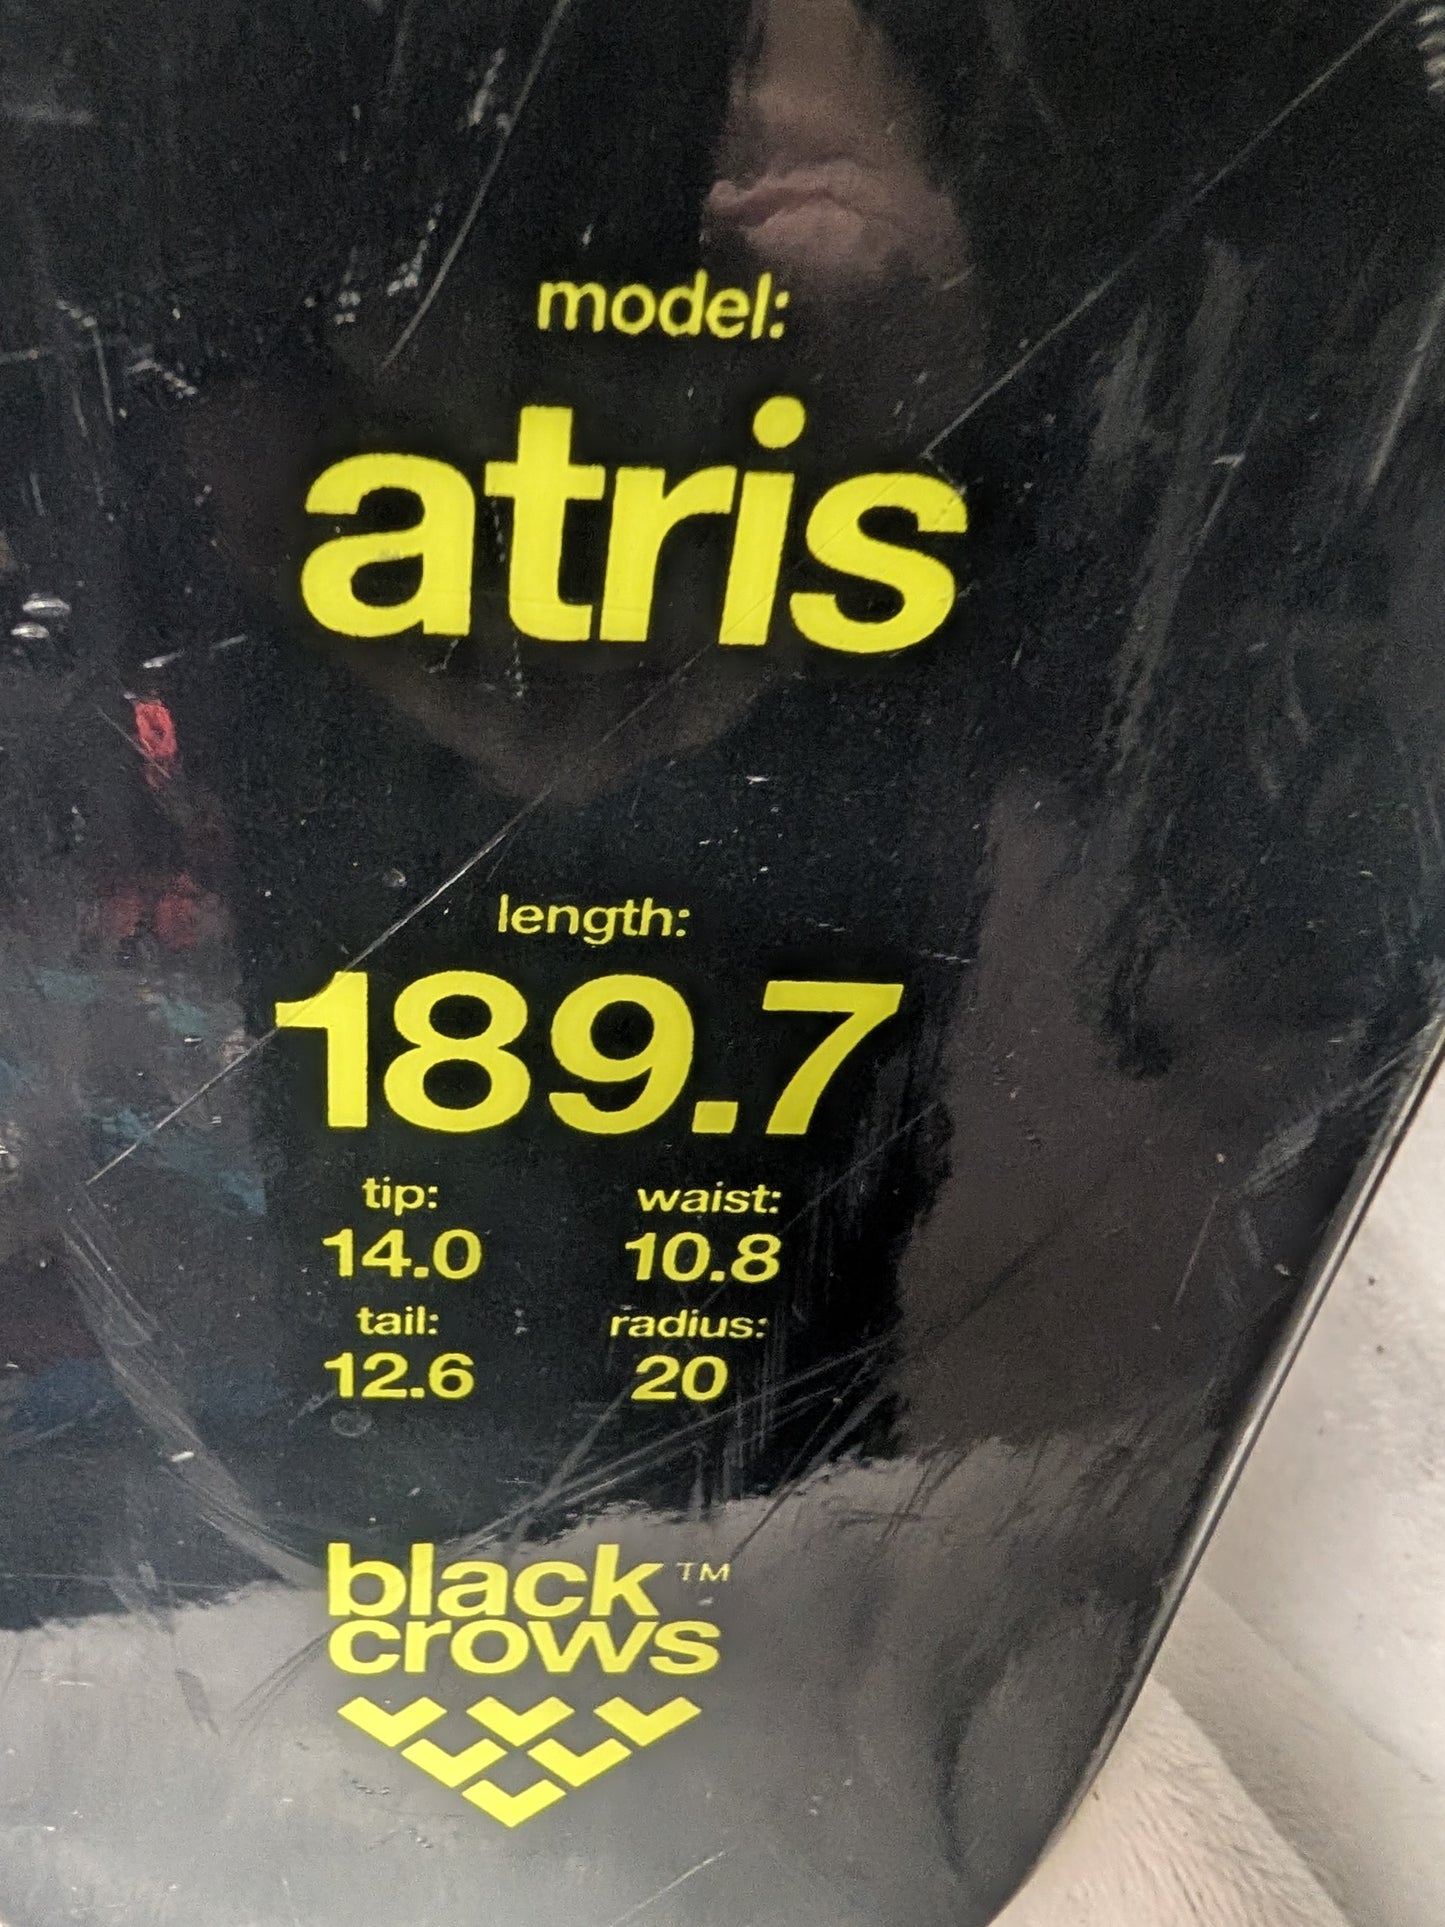 model:
atris
length:
189.7
tip: waist:
14.0 10.8
tail: radius:
12.6 20
black™
crows